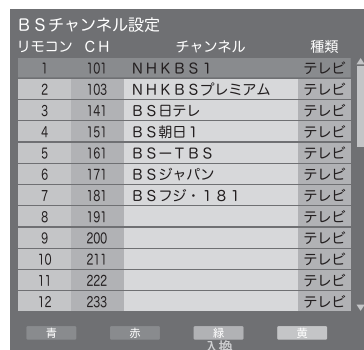 BSチャンネル設定
リモコン CH チャンネル 種類
1 101 NHKBS1 テレビ
2 103 NHKBSプレミアム テレビ
3 141 BS日テレ テレビ
4 151 BS朝日1 テレビ
5 161 BS－TBS テレビ
6 171 BSジャパン テレビ
7 181 BSフジ・181 テレビ
8 191 テレビ
9 200 テレビ
10 211 テレビ
11 222 テレビ
12 233 テレビ
青 赤 緑 黄
入換